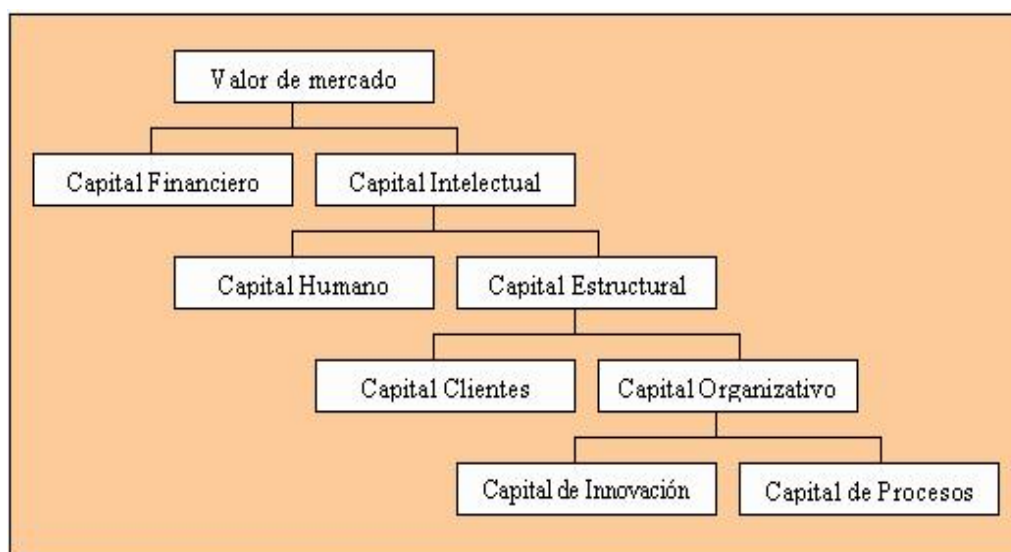 Valor de mercado
Capital Financiero
Capital Intelectual
Capital Humano
Capital Estructural
Capital Clientes
Capital Organizativo
Capital de Innovación
Capital de Procesos